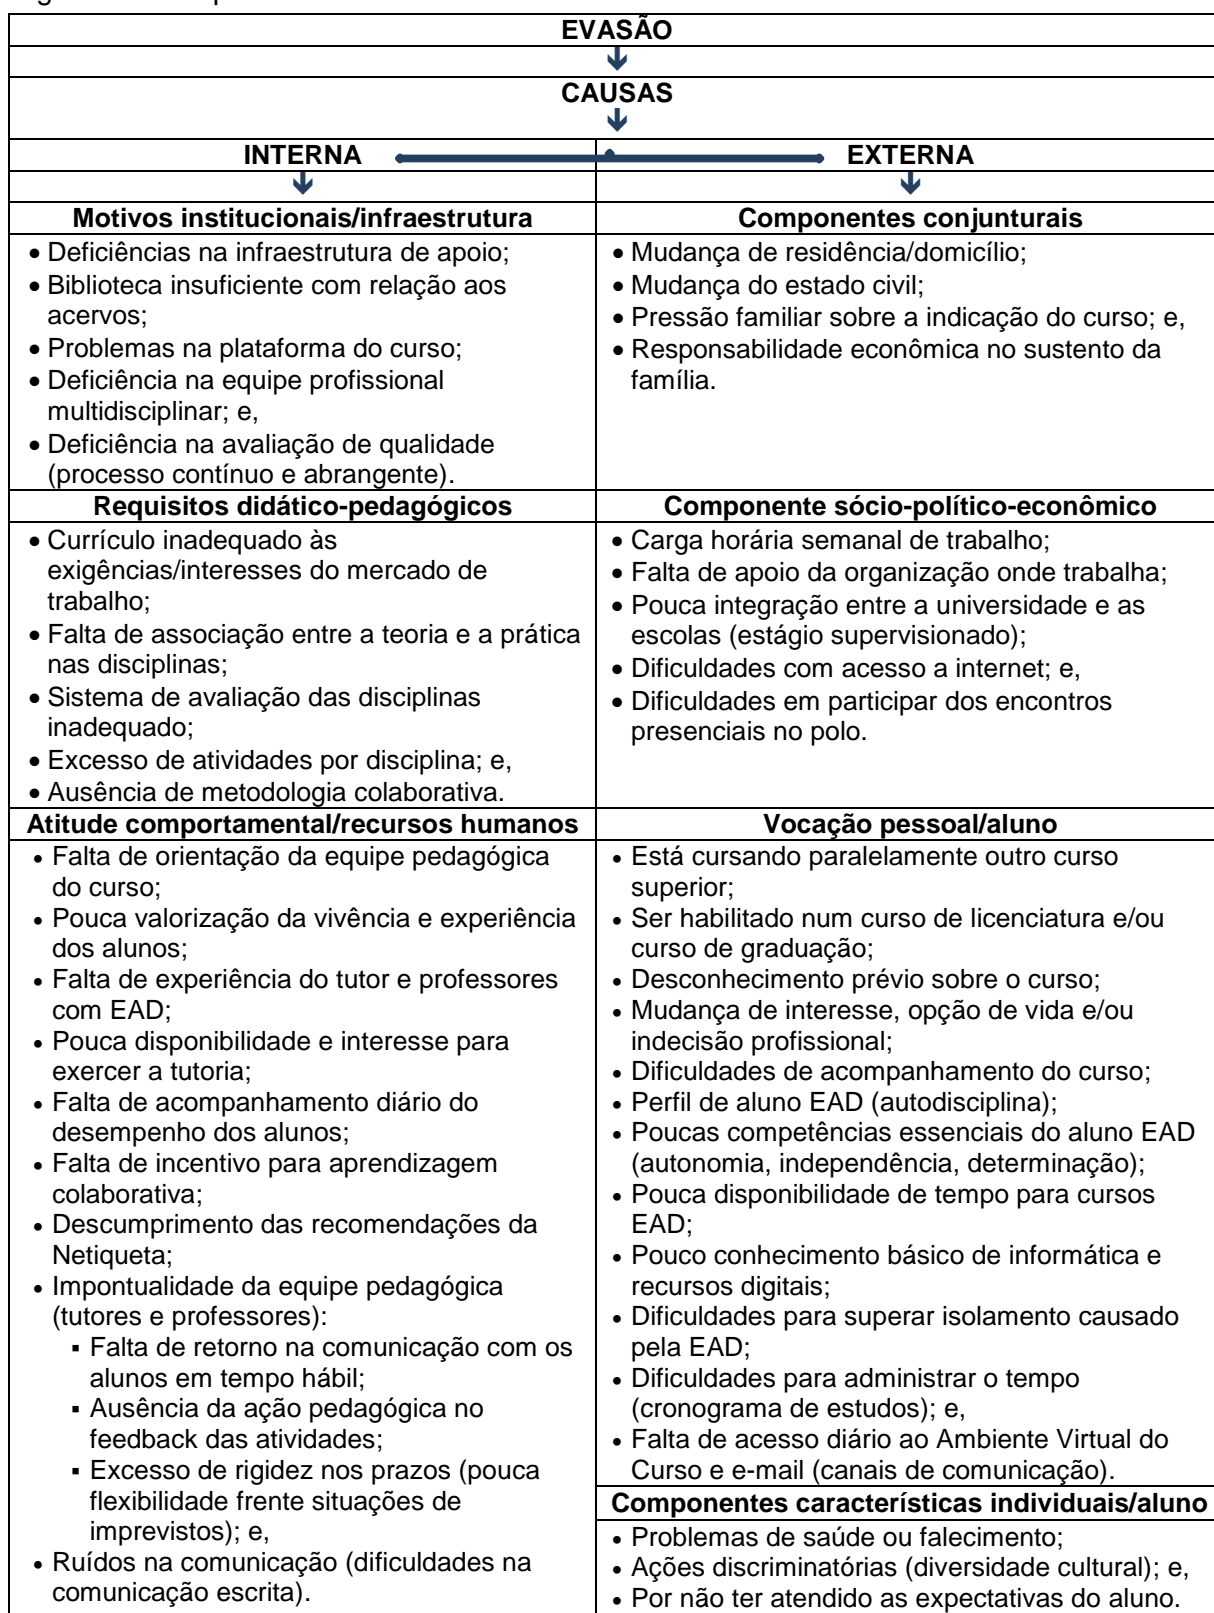 EVASÃO
CAUSAS
INTERNA
EXTERNA
Motivos institucionais/infraestrutura
• Deficiências na infraestrutura de apoio;
• Biblioteca insuficiente com relação aos
acervos;
• Problemas na plataforma do curso;
• Deficiência na equipe profissional
multidisciplinar; e,
• Deficiência na avaliação de qualidade
(processo contínuo e abrangente).
Componentes conjunturais
• Mudança de residência/domicílio;
• Mudança do estado civil;
• Pressão familiar sobre a indicação do curso; e,
• Responsabilidade econômica no sustento da
família.
Requisitos didático-pedagógicos
• Currículo inadequado às
exigências/interesses do mercado de
trabalho;
• Falta de associação entre a teoria e a prática
nas disciplinas;
• Sistema de avaliação das disciplinas
inadequado;
• Excesso de atividades por disciplina; e,
• Ausência de metodologia colaborativa.
Componente sócio-político-econômico
• Carga horária semanal de trabalho;
• Falta de apoio da organização onde trabalha;
• Pouca integração entre a universidade e as
escolas (estágio supervisionado);
• Dificuldades com acesso a internet; e,
• Dificuldades em participar dos encontros
presenciais no polo.
Atitude comportamental/recursos humanos
• Falta de orientação da equipe pedagógica
do curso;
• Pouca valorização da vivência e experiência
dos alunos;
• Falta de experiência do tutor e professores
com EAD;
• Pouca disponibilidade e interesse para
exercer a tutoria;
• Falta de acompanhamento diário do
desempenho dos alunos;
• Falta de incentivo para aprendizagem
colaborativa;
• Descumprimento das recomendações da
Netiqueta;
• Impontualidade da equipe pedagógica
(tutores e professores):
▪ Falta de retorno na comunicação com os
alunos em tempo hábil;
▪ Ausência da ação pedagógica no
feedback das atividades;
▪ Excesso de rigidez nos prazos (pouca
flexibilidade frente situações de
imprevistos); e,
• Ruídos na comunicação (dificuldades na
comunicação escrita).
Vocação pessoal/aluno
• Está cursando paralelamente outro curso
superior;
• Ser habilitado num curso de licenciatura e/ou
curso de graduação;
• Desconhecimento prévio sobre o curso;
• Mudança de interesse, opção de vida e/ou
indecisão profissional;
• Dificuldades de acompanhamento do curso;
• Perfil de aluno EAD (autodisciplina);
• Poucas competências essenciais do aluno EAD
(autonomia, independência, determinação);
• Pouca disponibilidade de tempo para cursos
EAD;
• Pouco conhecimento básico de informática e
recursos digitais;
• Dificuldades para superar isolamento causado
pela EAD;
• Dificuldades para administrar o tempo
(cronograma de estudos); e,
• Falta de acesso diário ao Ambiente Virtual do
Curso e e-mail (canais de comunicação).
Componentes características individuais/aluno
• Problemas de saúde ou falecimento;
• Ações discriminatórias (diversidade cultural); e,
• Por não ter atendido as expectativas do aluno.